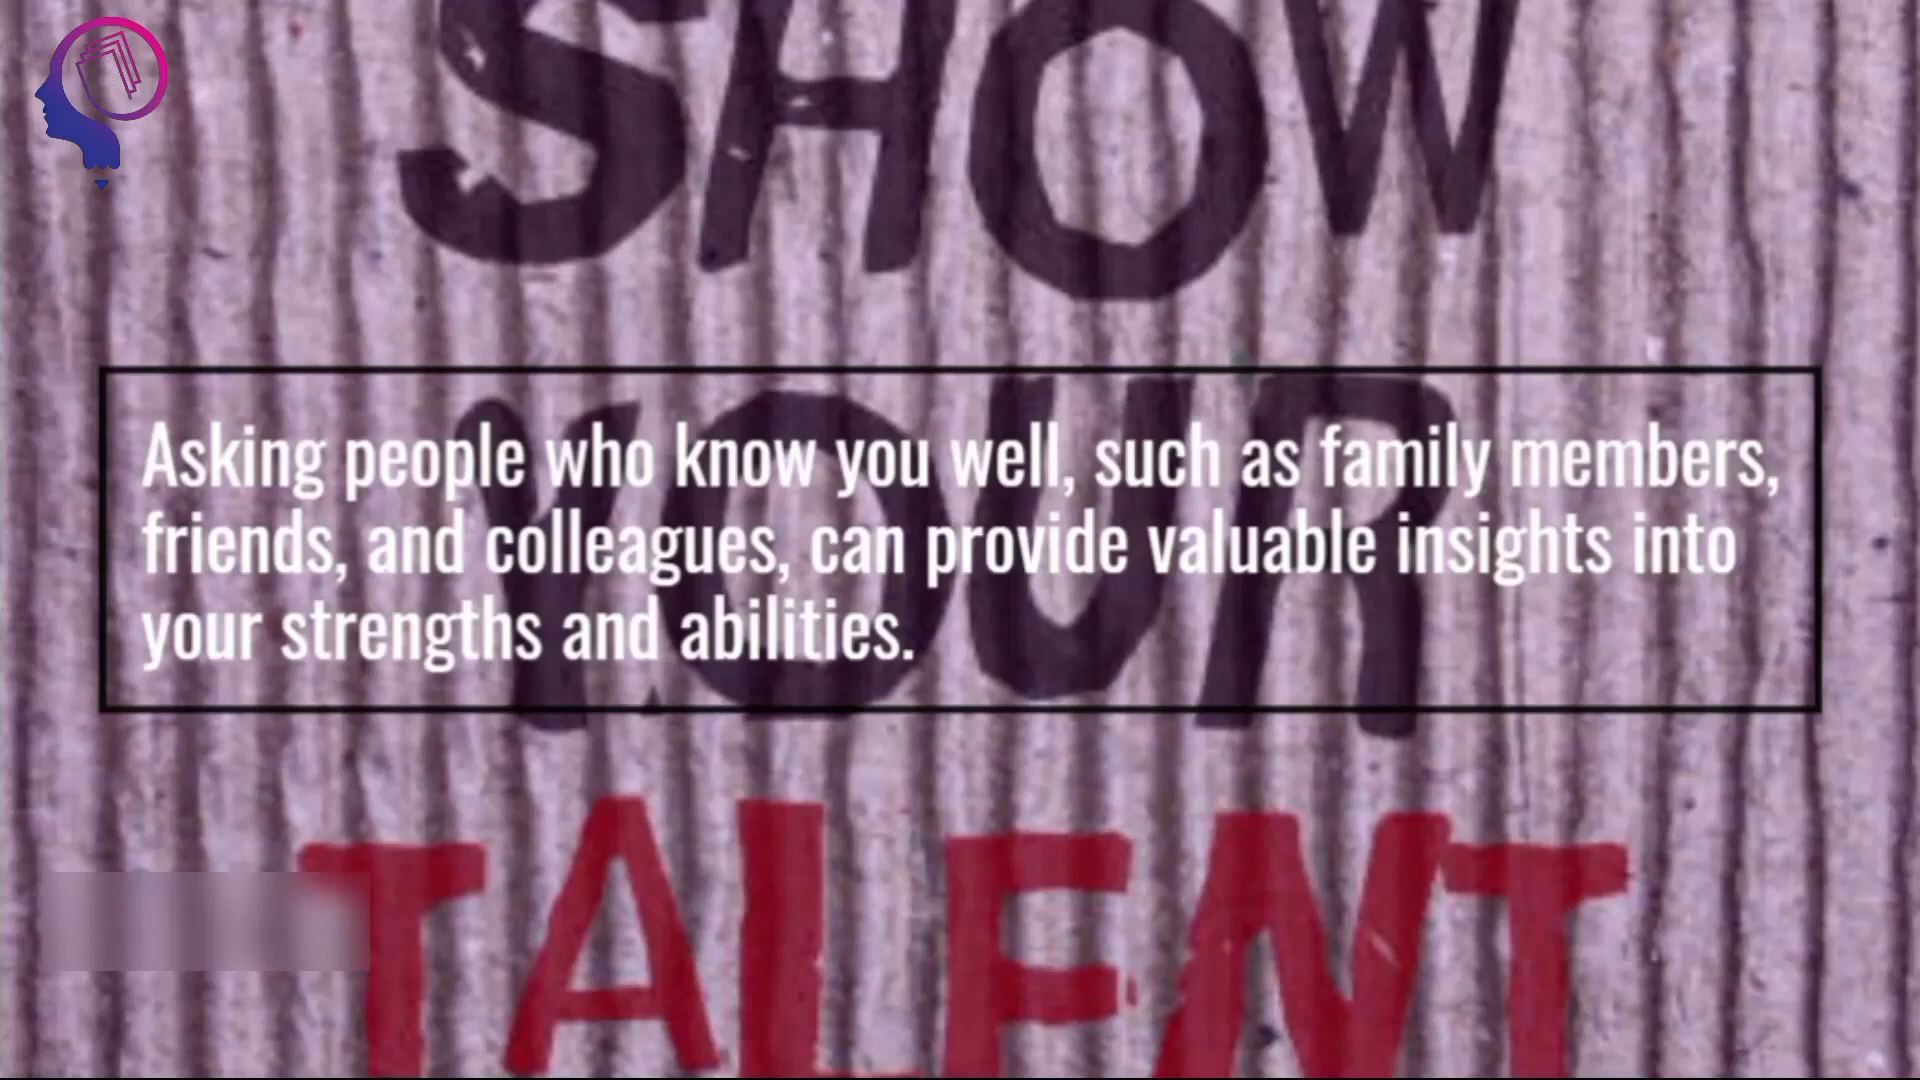 SHOW
YOUR
Asking people who know you well, such as family members,
friends, and colleagues, can provide valuable insights into
your strengths and abilities.
TALENT